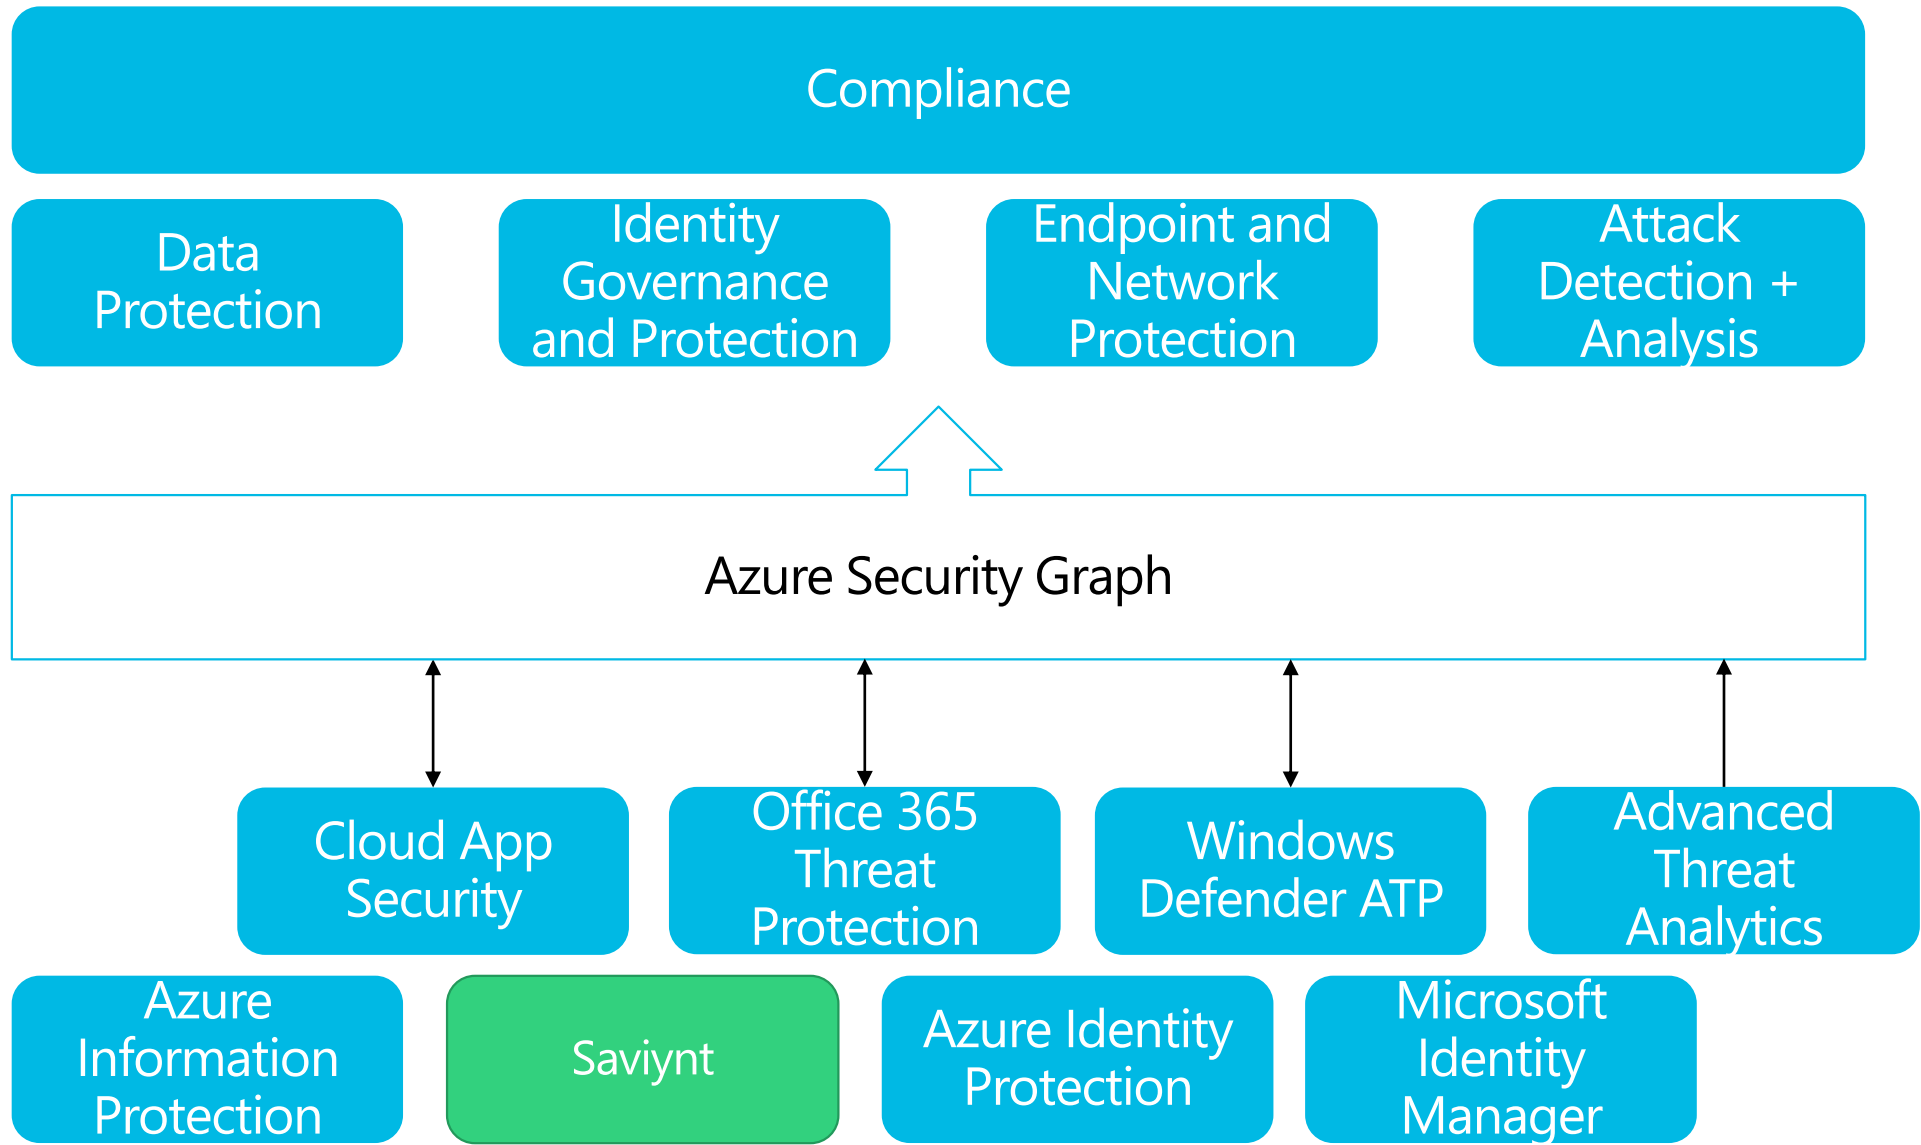 Compliance
Data
Protection
Identity
Governance
and Protection
Endpoint and
Network
Protection
Attack
Detection +
Analysis
Azure Security Graph
Cloud App
Security
Office 365
Threat
Protection
Windows
Defender ATP
Advanced
Threat
Analytics
Azure
Information
Protection
Saviynt
Azure Identity
Protection
Microsoft
Identity
Manager